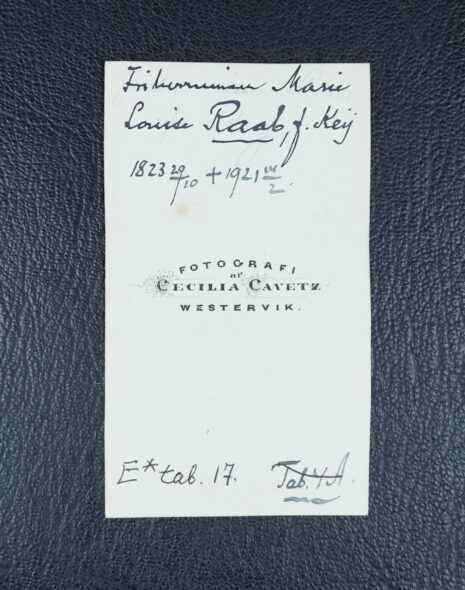 Friherrinnan Marie
Louise Raab, f. Keij
1823 29/10 + 1921 14/2.
FOTOGRAFI
af
CECILIA CAVETZ
WESTERVIK.
E* tab. 17. Tab. 4 A.